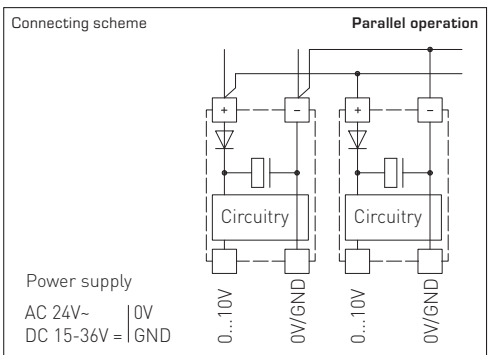 Connecting scheme
Parallel operation
+ − + −
Circuitry Circuitry
Power supply
AC 24V~ 0V
DC 15-36V = GND
0...10V
0V/GND
0...10V
0V/GND